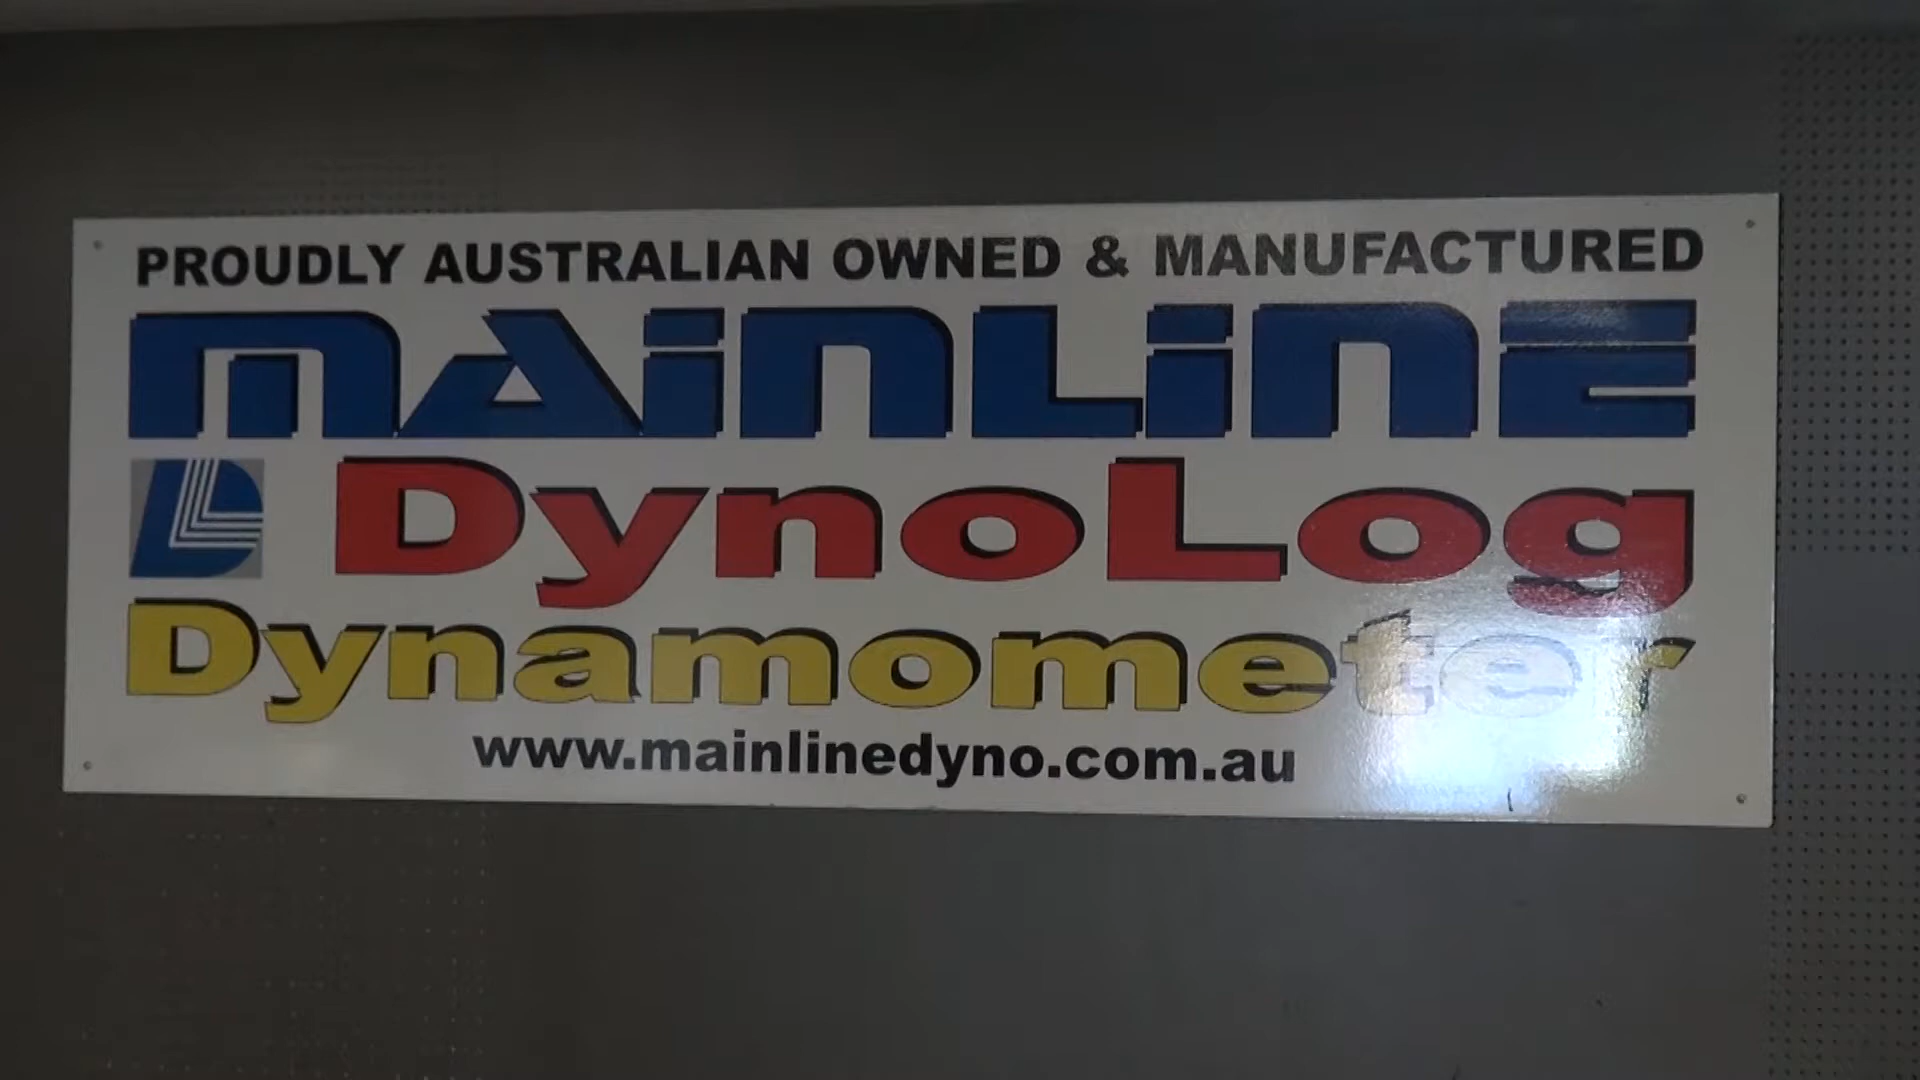 PROUDLY AUSTRALIAN OWNED & MANUFACTURED
MAiNLiNE
DynoLog
Dynamometer
www.mainlinedyno.com.au